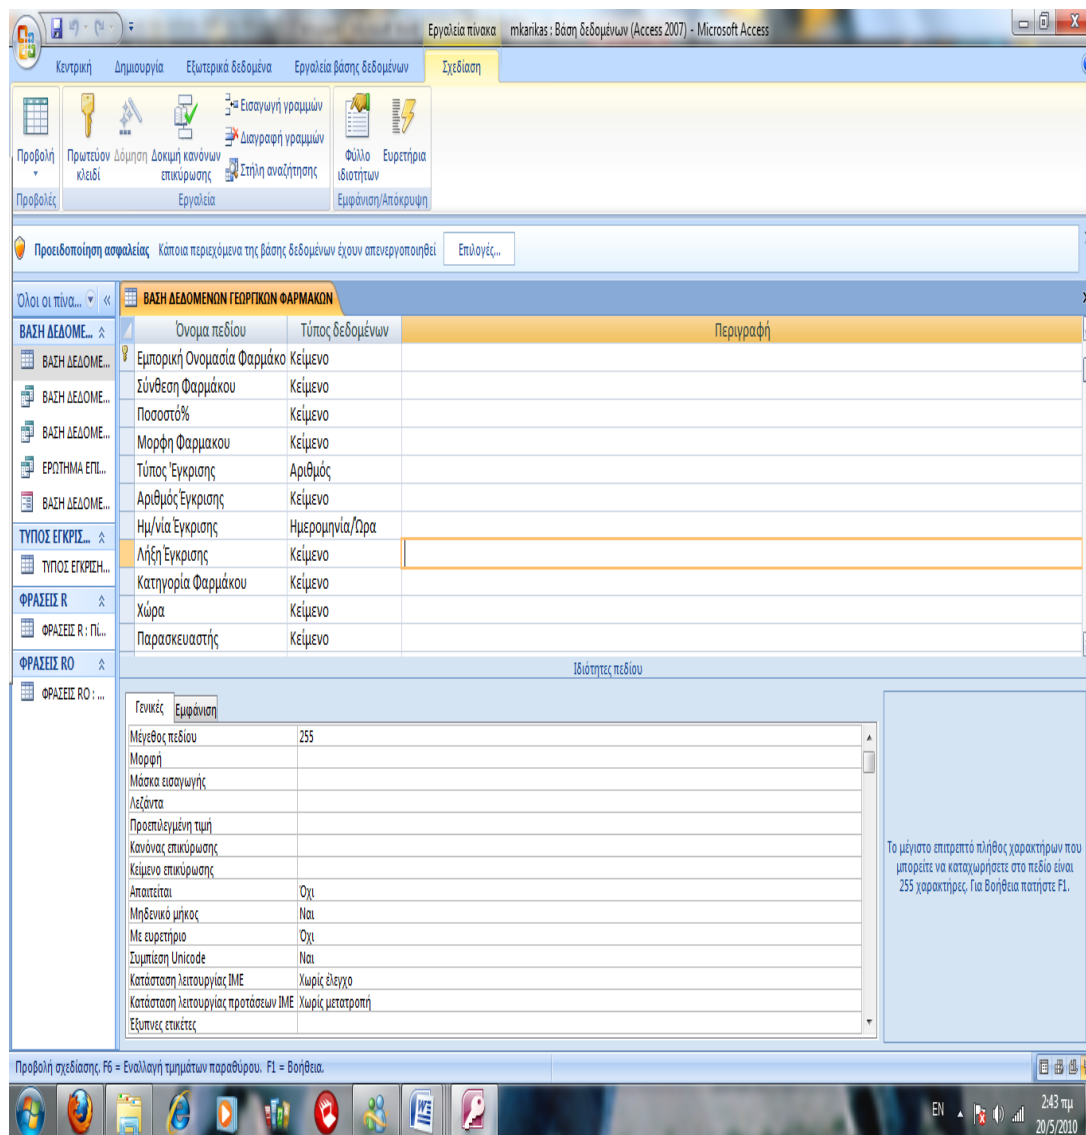 Εργαλεία πίνακα mkarikas : Βάση δεδομένων (Access 2007) - Microsoft Access
Κεντρική Δημιουργία Εξωτερικά δεδομένα Εργαλεία βάσης δεδομένων Σχεδίαση
Προβολή
Πρωτεύον κλειδί
Δόμηση
Δοκιμή κανόνων επικύρωσης
Εισαγωγή γραμμών
Διαγραφή γραμμών
Στήλη αναζήτησης
Φύλλο ιδιοτήτων
Ευρετήρια
Προβολές Εργαλεία Εμφάνιση/Απόκρυψη
Προειδοποίηση ασφαλείας Κάποια περιεχόμενα της βάσης δεδομένων έχουν απενεργοποιηθεί Επιλογές...
Όλοι οι πίνα... «
ΒΑΣΗ ΔΕΔΟΜΕ...
ΒΑΣΗ ΔΕΔΟΜΕ...
ΒΑΣΗ ΔΕΔΟΜΕ...
ΒΑΣΗ ΔΕΔΟΜΕ...
ΕΡΩΤΗΜΑ ΕΠΙ...
ΒΑΣΗ ΔΕΔΟΜΕ...
ΤΥΠΟΣ ΕΓΚΡΙΣ...
ΤΥΠΟΣ ΕΓΚΡΙΣΗ...
ΦΡΑΣΕΙΣ R
ΦΡΑΣΕΙΣ R : Πί...
ΦΡΑΣΕΙΣ RO
ΦΡΑΣΕΙΣ RO : ...
ΒΑΣΗ ΔΕΔΟΜΕΝΩΝ ΓΕΩΡΓΙΚΩΝ ΦΑΡΜΑΚΩΝ
Όνομα πεδίου Τύπος δεδομένων Περιγραφή
Εμπορική Ονομασία Φαρμάκο Κείμενο
Σύνθεση Φαρμάκου Κείμενο
Ποσοστό% Κείμενο
Μορφη Φαρμακου Κείμενο
Τύπος Έγκρισης Αριθμός
Αριθμός Έγκρισης Κείμενο
Ημ/νία Έγκρισης Ημερομηνία/Ώρα
Λήξη Έγκρισης Κείμενο
Κατηγορία Φαρμάκου Κείμενο
Χώρα Κείμενο
Παρασκευαστής Κείμενο
Ιδιότητες πεδίου
Γενικές Εμφάνιση
Μέγεθος πεδίου 255
Μορφή
Μάσκα εισαγωγής
Λεζάντα
Προεπιλεγμένη τιμή
Κανόνας επικύρωσης
Κείμενο επικύρωσης
Απαιτείται Όχι
Μηδενικό μήκος Ναι
Με ευρετήριο Όχι
Συμπίεση Unicode Ναι
Κατάσταση λειτουργίας IME Χωρίς έλεγχο
Κατάσταση λειτουργίας προτάσεων IME Χωρίς μετατροπή
Έξυπνες ετικέτες
Το μέγιστο επιτρεπτό πλήθος χαρακτήρων που
μπορείτε να καταχωρήσετε στο πεδίο είναι
255 χαρακτήρες. Για Βοήθεια πατήστε F1.
Προβολή σχεδίασης. F6 = Εναλλαγή τμημάτων παραθύρου. F1 = Βοήθεια.
EN 2:43 πμ
20/5/2010